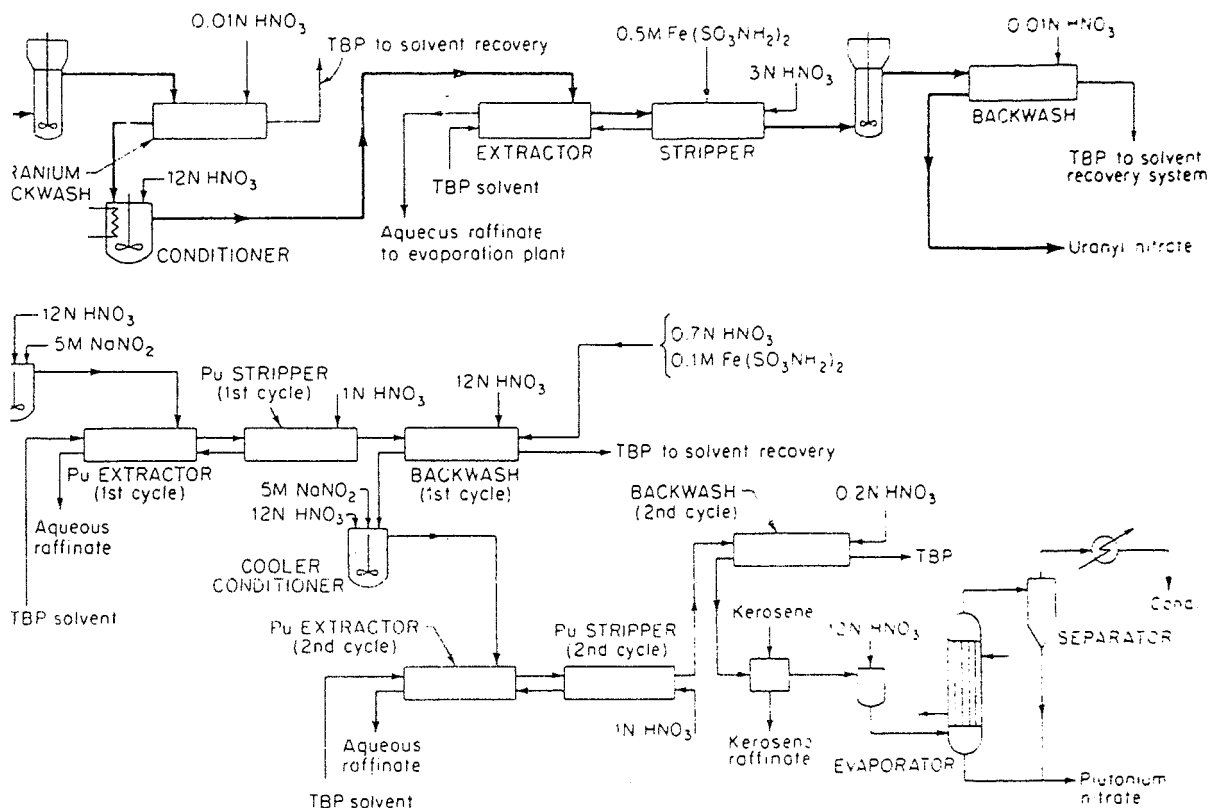 0.01N HNO3
TBP to solvent recovery
RANIUM
CKWASH
12N HNO3
CONDITIONER
0.5M Fe(SO3NH2)2
3N HNO3
EXTRACTOR
STRIPPER
TBP solvent
Aqueous raffinate
to evaporation plant
0.01N HNO3
BACKWASH
TBP to solvent
recovery system
Uranyl nitrate
12N HNO3
5M NaNO2
Pu STRIPPER
(1st cycle)
1N HNO3
12N HNO3
0.7N HNO3
0.1M Fe(SO3NH2)2
Pu EXTRACTOR
(1st cycle)
BACKWASH
(1st cycle)
TBP to solvent recovery
Aqueous
raffinate
TBP solvent
5M NaNO2
12N HNO3
COOLER
CONDITIONER
BACKWASH
(2nd cycle)
0.2N HNO3
TBP
Pu EXTRACTOR
(2nd cycle)
Pu STRIPPER
(2nd cycle)
1N HNO3
Aqueous
raffinate
TBP solvent
Kerosene
Kerosene
raffinate
HNO3
EVAPORATOR
SEPARATOR
Cond.
Plutonium
nitrate